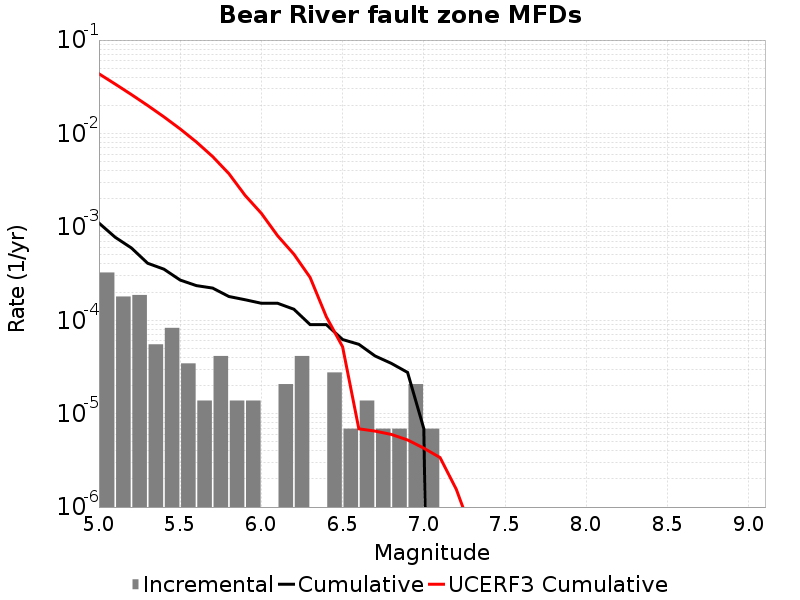 Bear River fault zone MFDs
10-1
10-2
10-3
10-4
10-5
10-6
Rate (1/yr)
5.0 5.5 6.0 6.5 7.0 7.5 8.0 8.5 9.0
Magnitude
Incremental Cumulative UCERF3 Cumulative